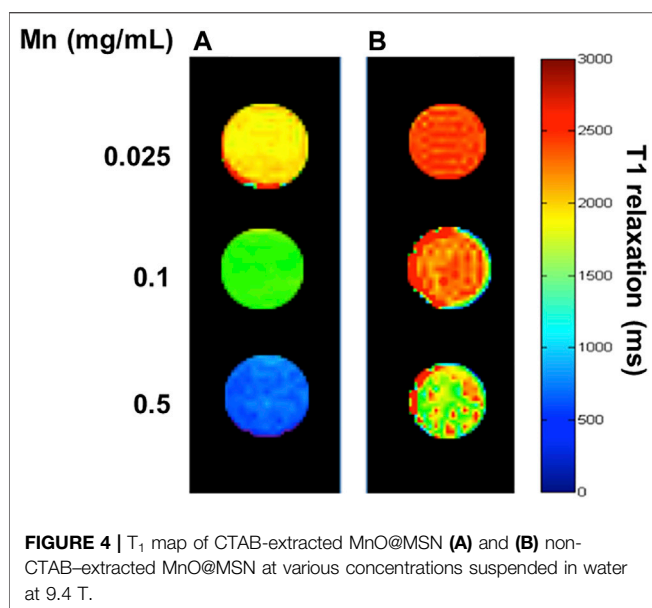 Mn (mg/mL) A B
0.025
0.1
0.5
3000
2500
2000
1500
1000
500
0
T1 relaxation (ms)
FIGURE 4 | T₁ map of CTAB-extracted MnO@MSN (A) and (B) non-
CTAB–extracted MnO@MSN at various concentrations suspended in water
at 9.4 T.